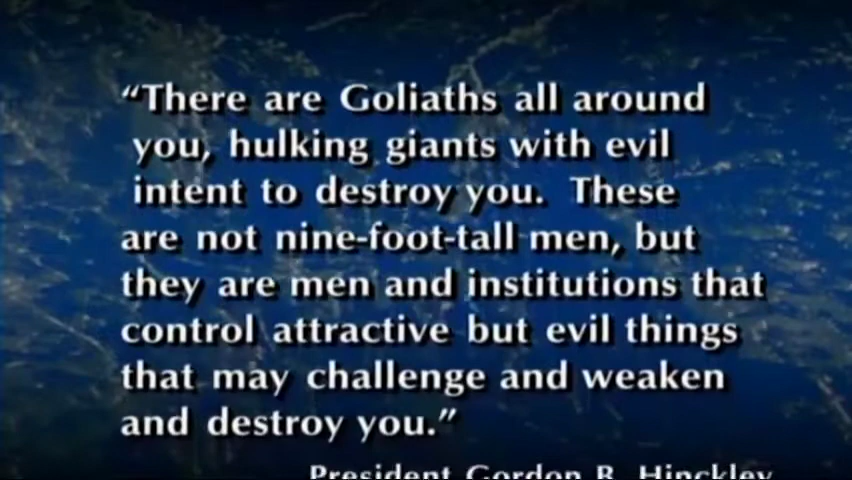 “There are Goliaths all around
you, hulking giants with evil
intent to destroy you. These
are not nine-foot-tall men, but
they are men and institutions that
control attractive but evil things
that may challenge and weaken
and destroy you.”
President Gordon B. Hinckley